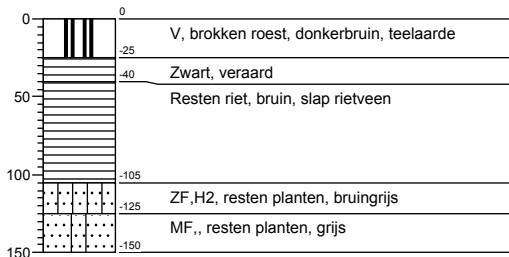 0
0
V, brokken roest, donkerbruin, teelaarde
-25
Zwart, veraard
-40
Resten riet, bruin, slap rietveen
50
100
-105
ZF,H2, resten planten, bruingrijs
-125
MF,, resten planten, grijs
150
-150